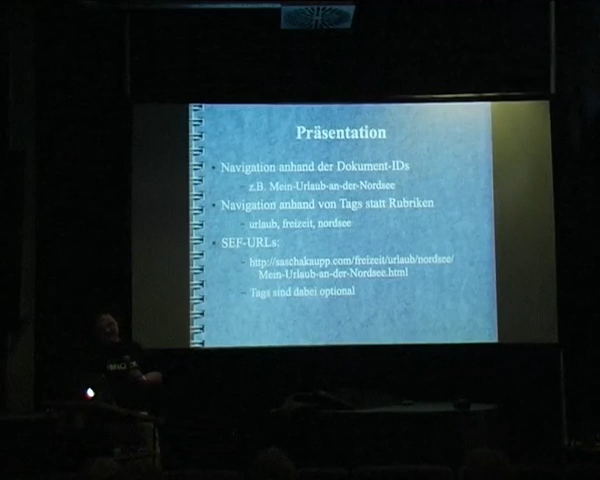 Präsentation
Navigation anhand der Dokument-IDs
z.B. Mein-Urlaub-an-der-Nordsee
Navigation anhand von Tags statt Rubriken
urlaub, freizeit, nordsee
SEF-URLs:
http://saschakaupp.com/freizeit/urlaub/nordsee/
Mein-Urlaub-an-der-Nordsee.html
Tags sind dabei optional